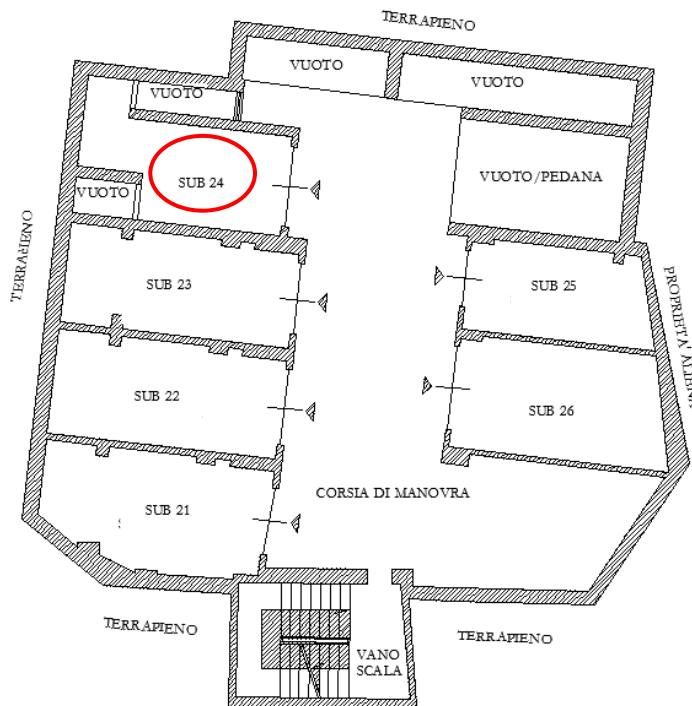 TERRAPIENO
VUOTO
VUOTO
VUOTO
SUB 24
VUOTO/PEDANA
VUOTO
TERRAPIENO
SUB 23
SUB 25
PROPRIETA' ALIENA
SUB 22
SUB 26
CORSIA DI MANOVRA
SUB 21
TERRAPIENO
VANO
SCALA
TERRAPIENO